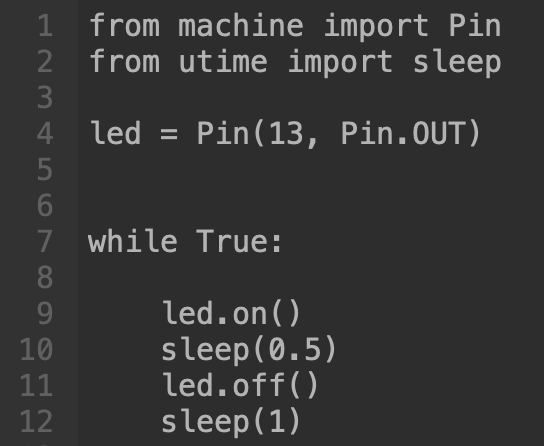 1 from machine import Pin
2 from utime import sleep
3
4 led = Pin(13, Pin.OUT)
5
6
7 while True:
8
9     led.on()
10     sleep(0.5)
11     led.off()
12     sleep(1)